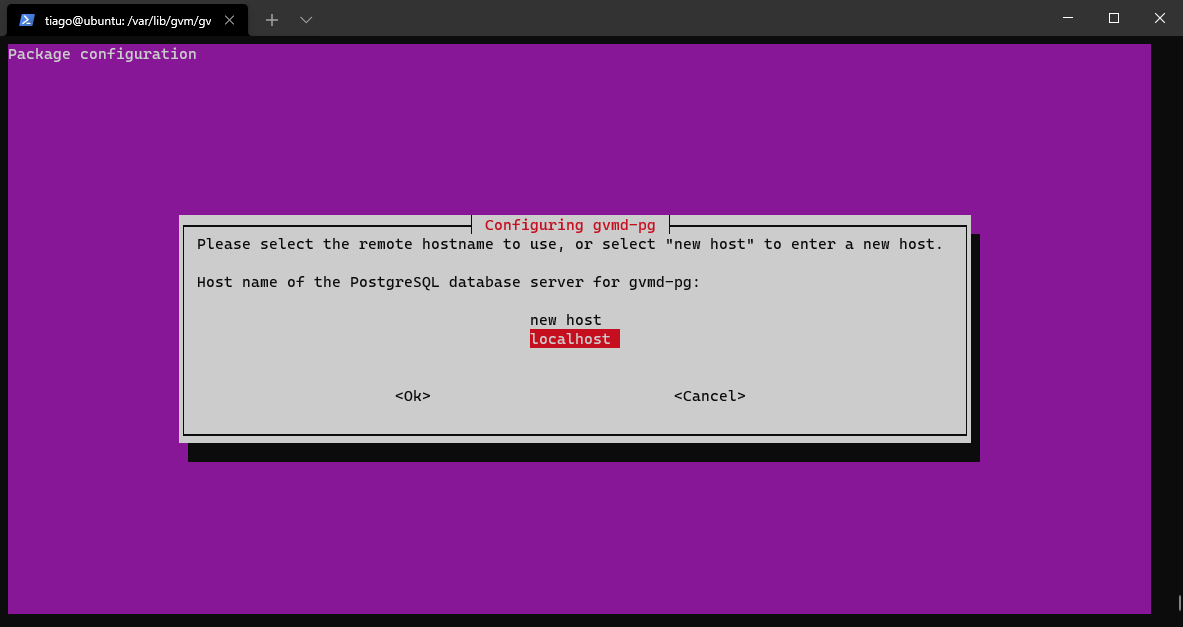 tiago@ubuntu: /var/lib/gvm/gv
Package configuration
Configuring gvmd-pg
Please select the remote hostname to use, or select "new host" to enter a new host.
Host name of the PostgreSQL database server for gvmd-pg:
new host
localhost
<Ok> <Cancel>